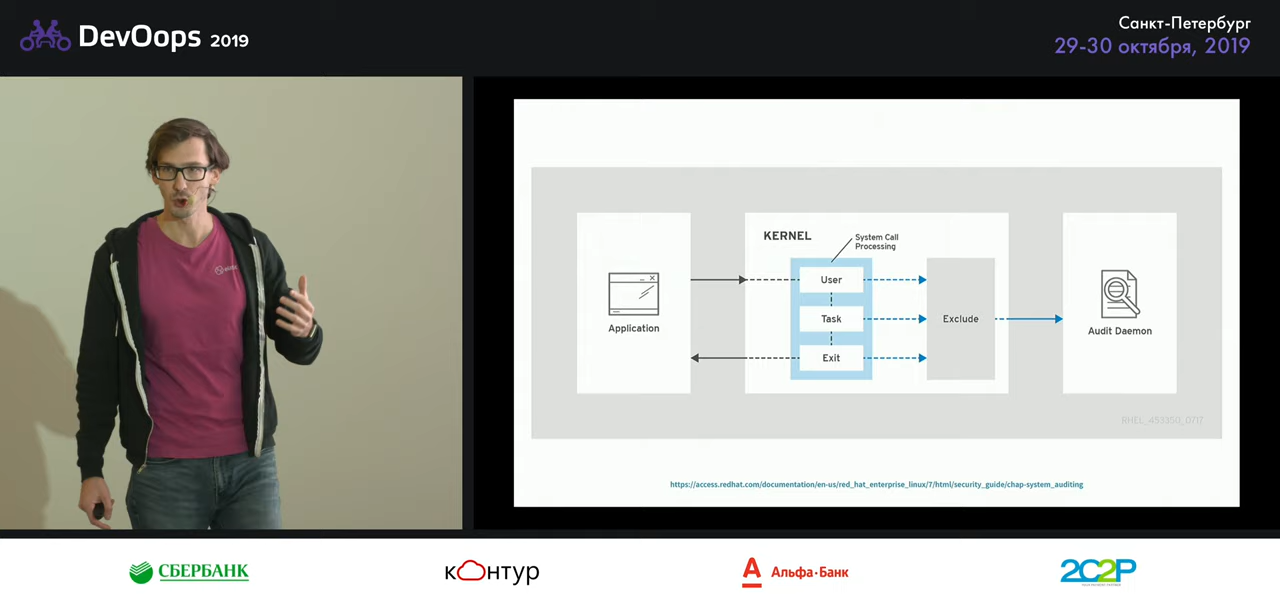 DevOops 2019
Санкт-Петербург
29-30 октября, 2019
KERNEL
System Call
Processing
User
Application
Task
Exclude
Audit Daemon
Exit
RHEL_453350_0717
https://access.redhat.com/documentation/en-us/red_hat_enterprise_linux/7/html/security_guide/chap-system_auditing
СБЕРБАНК
контур
Альфа·Банк
2C2P